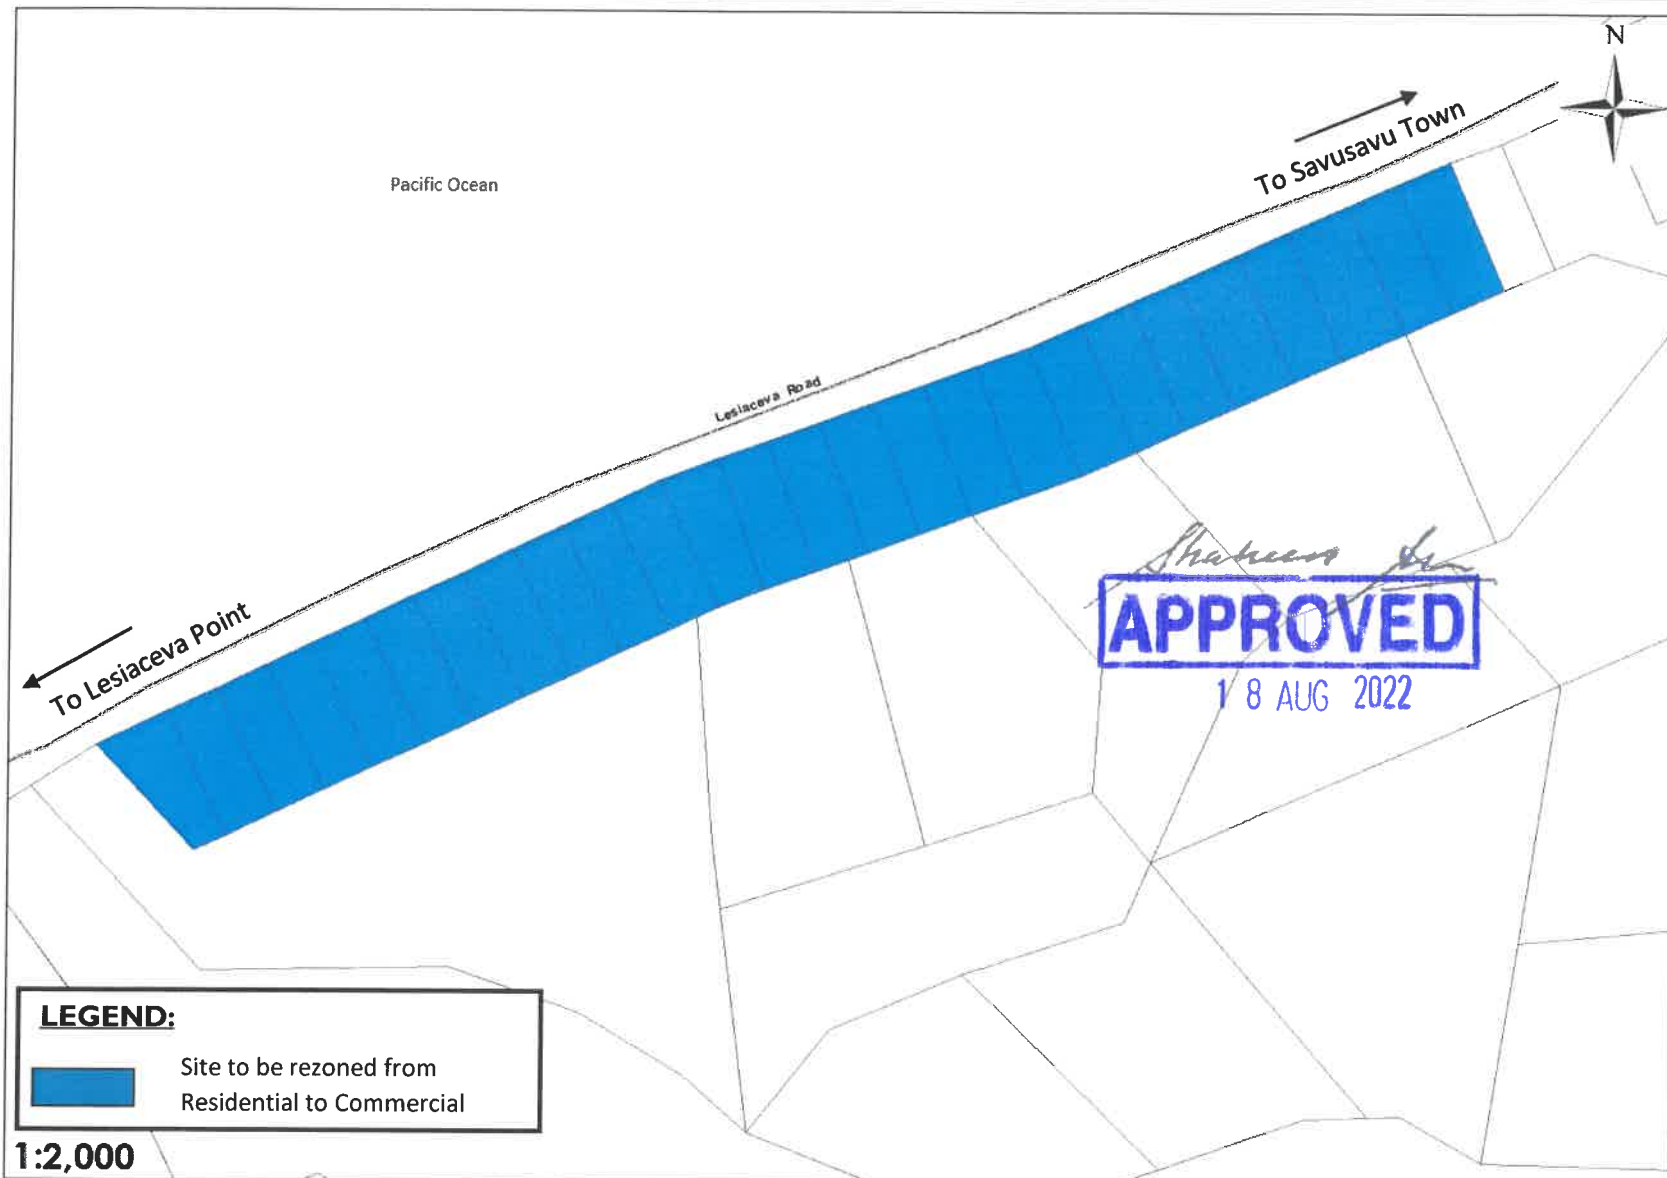 N
To Savusavu Town
Pacific Ocean
Lesiaceva Road
To Lesiaceva Point
APPROVED
18 AUG 2022
LEGEND:
Site to be rezoned from
Residential to Commercial
1:2,000